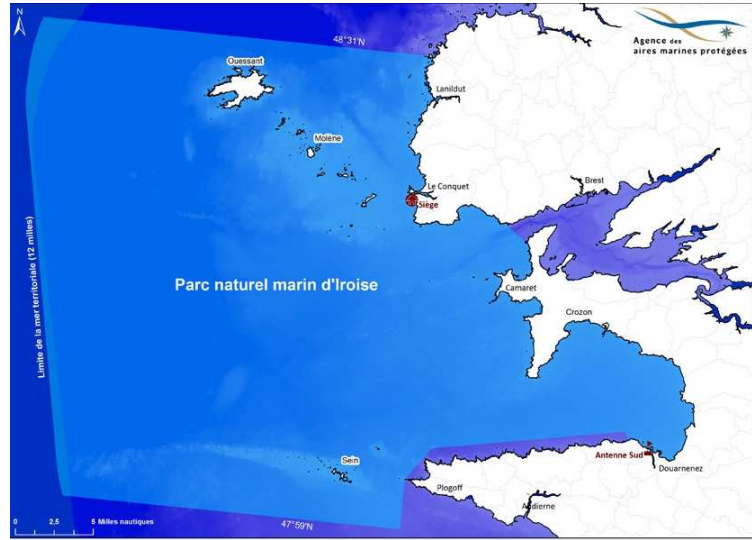 N
48°31'N
Agence des
aires marines protégées
Ouessant
Lanildut
Molène
Le Conquet
Siège
Brest
Limite de la mer territoriale (12 milles)
Parc naturel marin d'Iroise
Camaret
Crozon
Sein
Antenne Sud
Douarnenez
Plogoff
Audierne
0 2,5 5 Milles nautiques
47°59'N